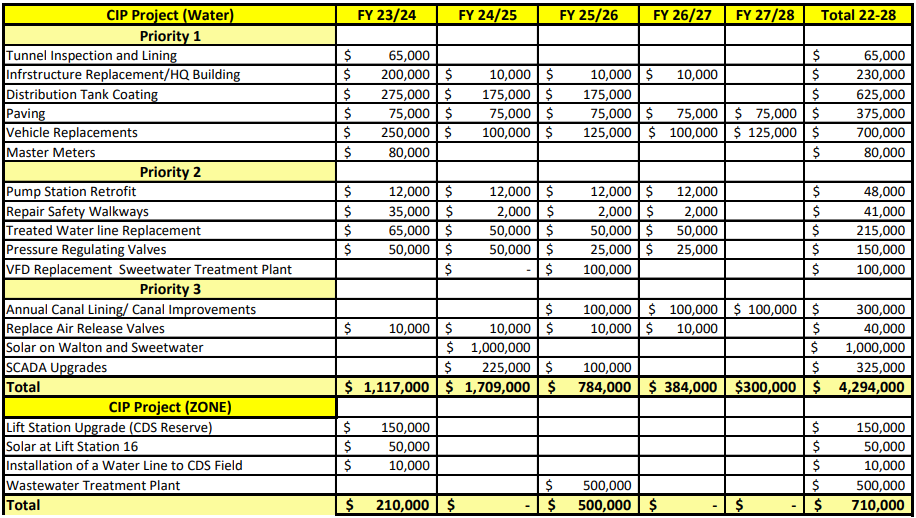 CIP Project (Water) FY 23/24 FY 24/25 FY 25/26 FY 26/27 FY 27/28 Total 22-28
Priority 1
Tunnel Inspection and Lining $ 65,000 $ 65,000
Infrstructure Replacement/HQ Building $ 200,000 $ 10,000 $ 10,000 $ 10,000 $ 230,000
Distribution Tank Coating $ 275,000 $ 175,000 $ 175,000 $ 625,000
Paving $ 75,000 $ 75,000 $ 75,000 $ 75,000 $ 75,000 $ 375,000
Vehicle Replacements $ 250,000 $ 100,000 $ 125,000 $ 100,000 $ 125,000 $ 700,000
Master Meters $ 80,000 $ 80,000
Priority 2
Pump Station Retrofit $ 12,000 $ 12,000 $ 12,000 $ 12,000 $ 48,000
Repair Safety Walkways $ 35,000 $ 2,000 $ 2,000 $ 2,000 $ 41,000
Treated Water line Replacement $ 65,000 $ 50,000 $ 50,000 $ 50,000 $ 215,000
Pressure Regulating Valves $ 50,000 $ 50,000 $ 25,000 $ 25,000 $ 150,000
VFD Replacement Sweetwater Treatment Plant $ - $ 100,000 $ 100,000
Priority 3
Annual Canal Lining/ Canal Improvements $ 100,000 $ 100,000 $ 100,000 $ 300,000
Replace Air Release Valves $ 10,000 $ 10,000 $ 10,000 $ 10,000 $ 40,000
Solar on Walton and Sweetwater $ 1,000,000 $ 1,000,000
SCADA Upgrades $ 225,000 $ 100,000 $ 325,000
Total $ 1,117,000 $ 1,709,000 $ 784,000 $ 384,000 $300,000 $ 4,294,000
CIP Project (ZONE)
Lift Station Upgrade (CDS Reserve) $ 150,000 $ 150,000
Solar at Lift Station 16 $ 50,000 $ 50,000
Installation of a Water Line to CDS Field $ 10,000 $ 10,000
Wastewater Treatment Plant $ 500,000 $ 500,000
Total $ 210,000 $ - $ 500,000 $ - $ - $ 710,000